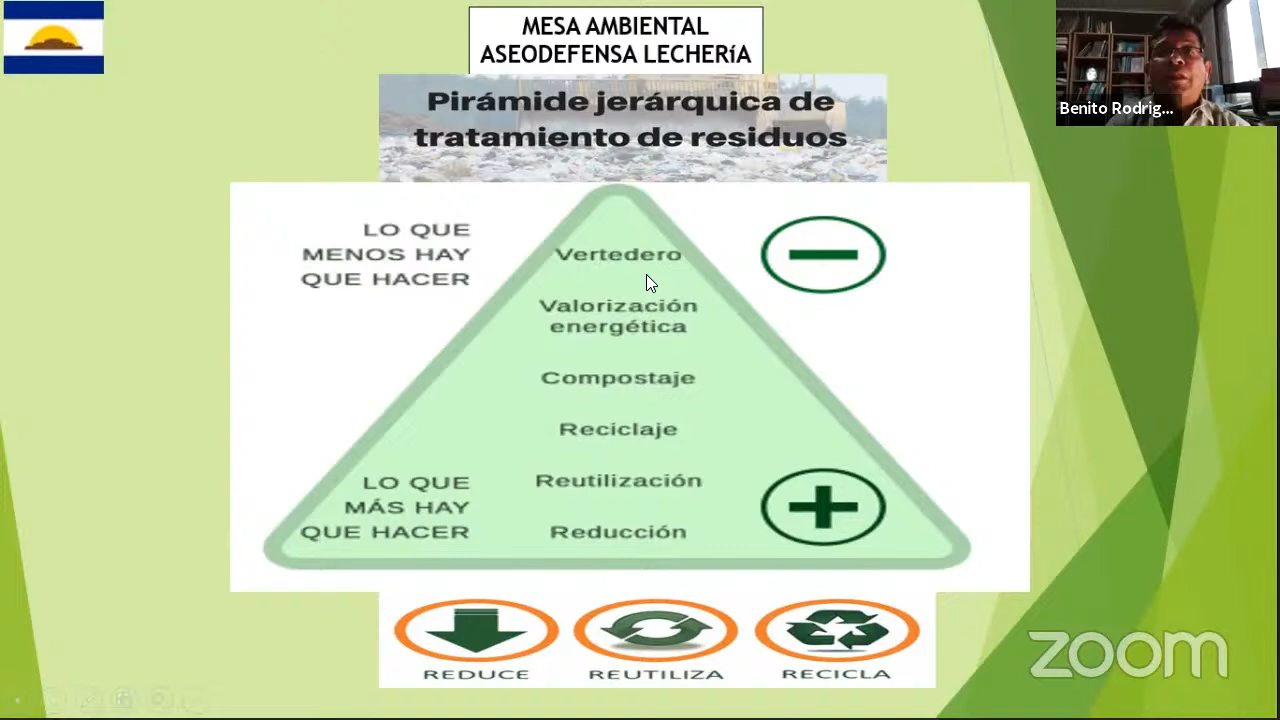 MESA AMBIENTAL
ASEODEFENSA LECHERíA
Benito Rodrig...
Pirámide jerárquica de
tratamiento de residuos
LO QUE
MENOS HAY
QUE HACER
Vertedero
Valorización
energética
Compostaje
Reciclaje
Reutilización
Reducción
LO QUE
MÁS HAY
QUE HACER
REDUCE
REUTILIZA
RECICLA
zoom